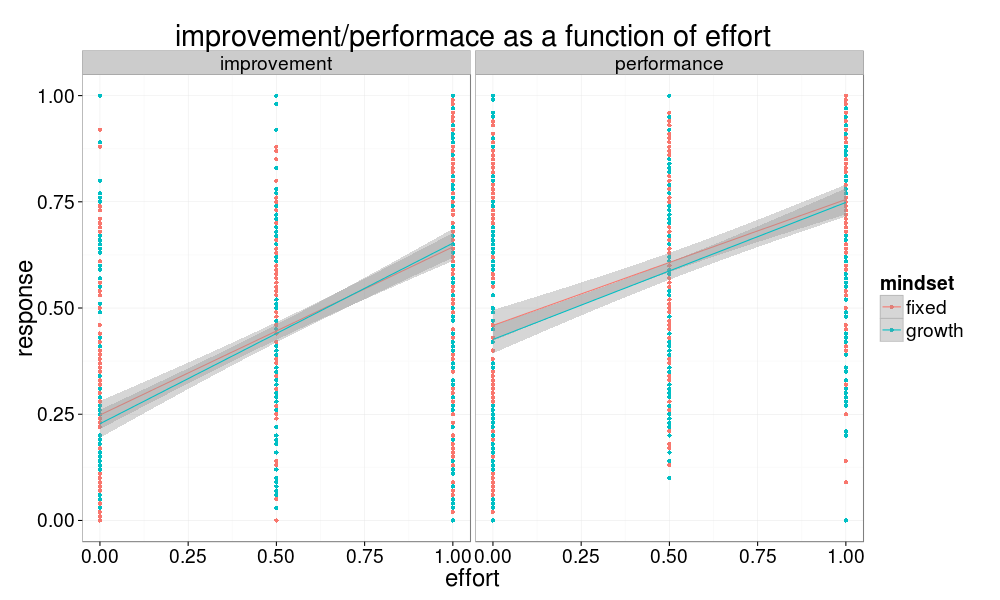 improvement/performace as a function of effort
improvement performance
1.00
0.75
0.50
0.25
0.00
response
0.00 0.25 0.50 0.75 1.00 0.00 0.25 0.50 0.75 1.00
effort
mindset
fixed
growth